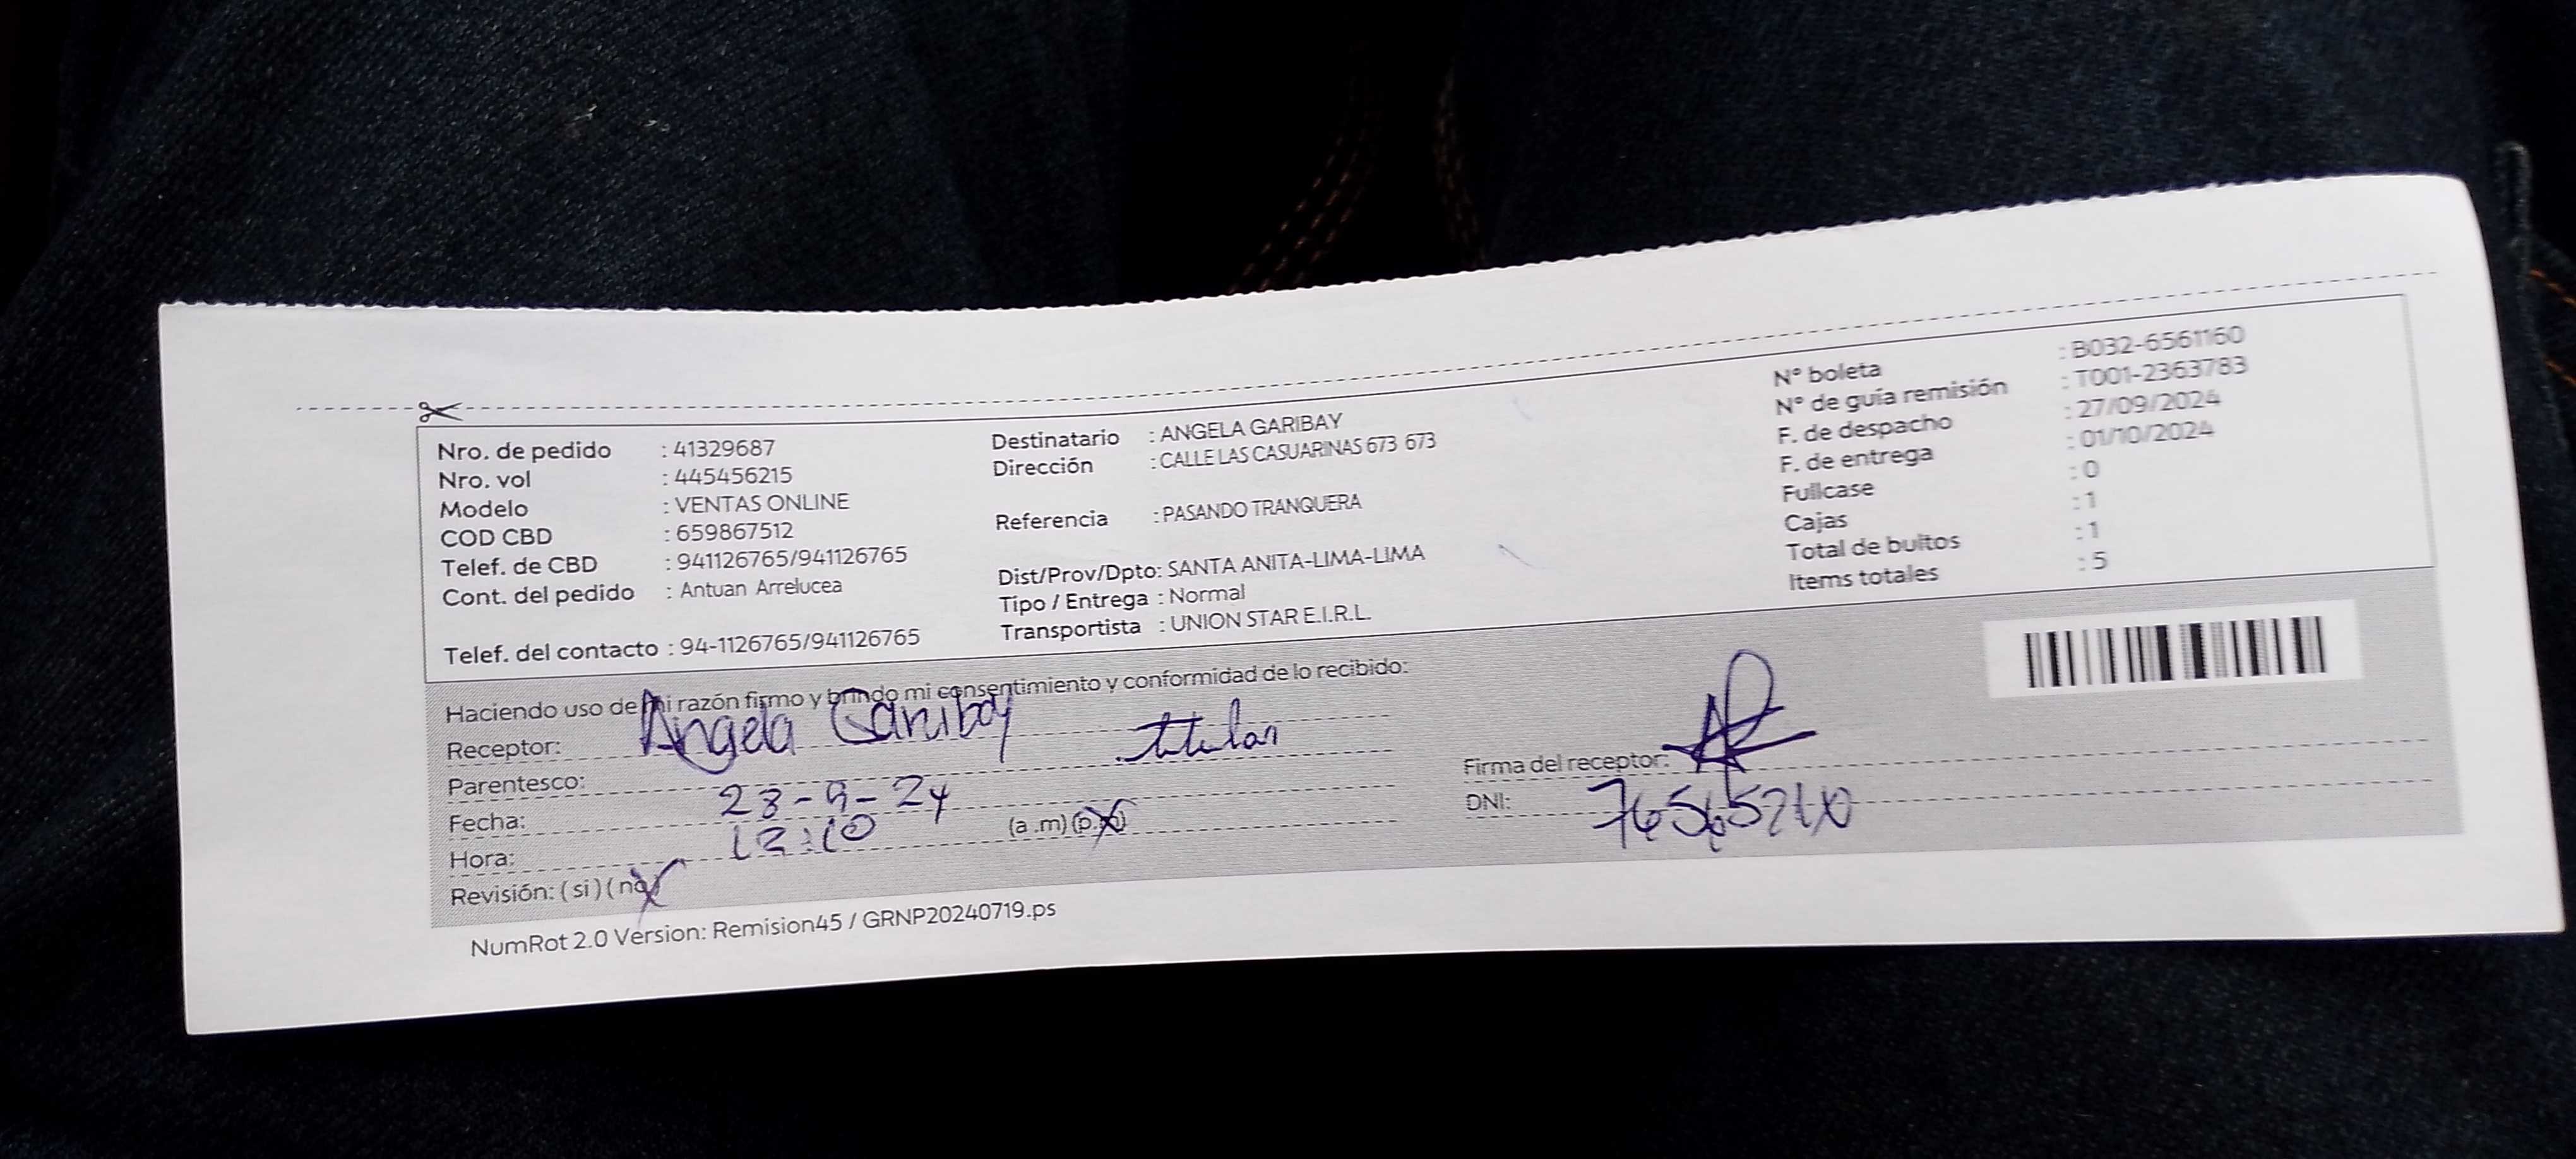 Nro. de pedido : 41329687
Nro. vol : 445456215
Modelo : VENTAS ONLINE
COD CBD : 659867512
Telef. de CBD : 941126765/941126765
Cont. del pedido : Antuan Arrelucea
Telef. del contacto : 94-1126765/941126765
Destinatario : ANGELA GARIBAY
Dirección : CALLE LAS CASUARINAS 673 673
Referencia : PASANDO TRANQUERA
Dist/Prov/Dpto: SANTA ANITA-LIMA-LIMA
Tipo / Entrega : Normal
Transportista : UNION STAR E.I.R.L.
N° boleta : B032-6561160
N° de guía remisión : T001-2363783
F. de despacho : 27/09/2024
F. de entrega : 01/10/2024
Fullcase : 0
Cajas : 1
Total de bultos : 1
Items totales : 5
Haciendo uso de mi razón firmo y brindo mi consentimiento y conformidad de lo recibido:
Receptor: Angela Garibay
Parentesco: titular
Fecha: 28-9-24
Hora: 12:10 (a .m) (p.m)
Revisión: ( si ) ( no )
Firma del receptor:
DNI:
NumRot 2.0 Version: Remision45 / GRNP20240719.ps